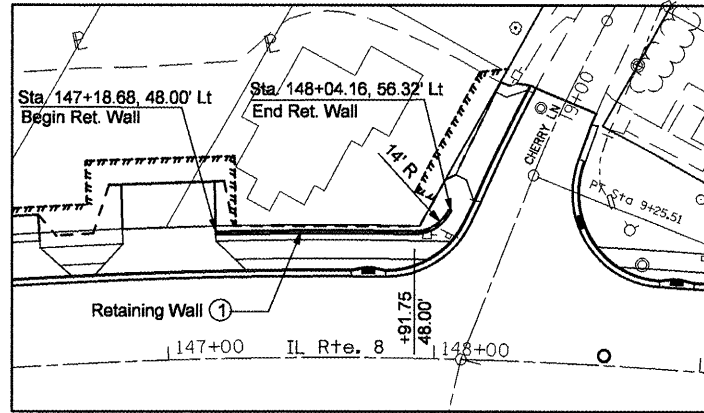 Sta. 147+18.68, 48.00' Lt
Begin Ret. Wall
Sta. 148+04.16, 56.32' Lt
End Ret. Wall
14' R
CHERRY LN
19+00
PT Sta 9+25.51
Retaining Wall 1
+91.75
48.00'
147+00
IL Rte. 8
148+00